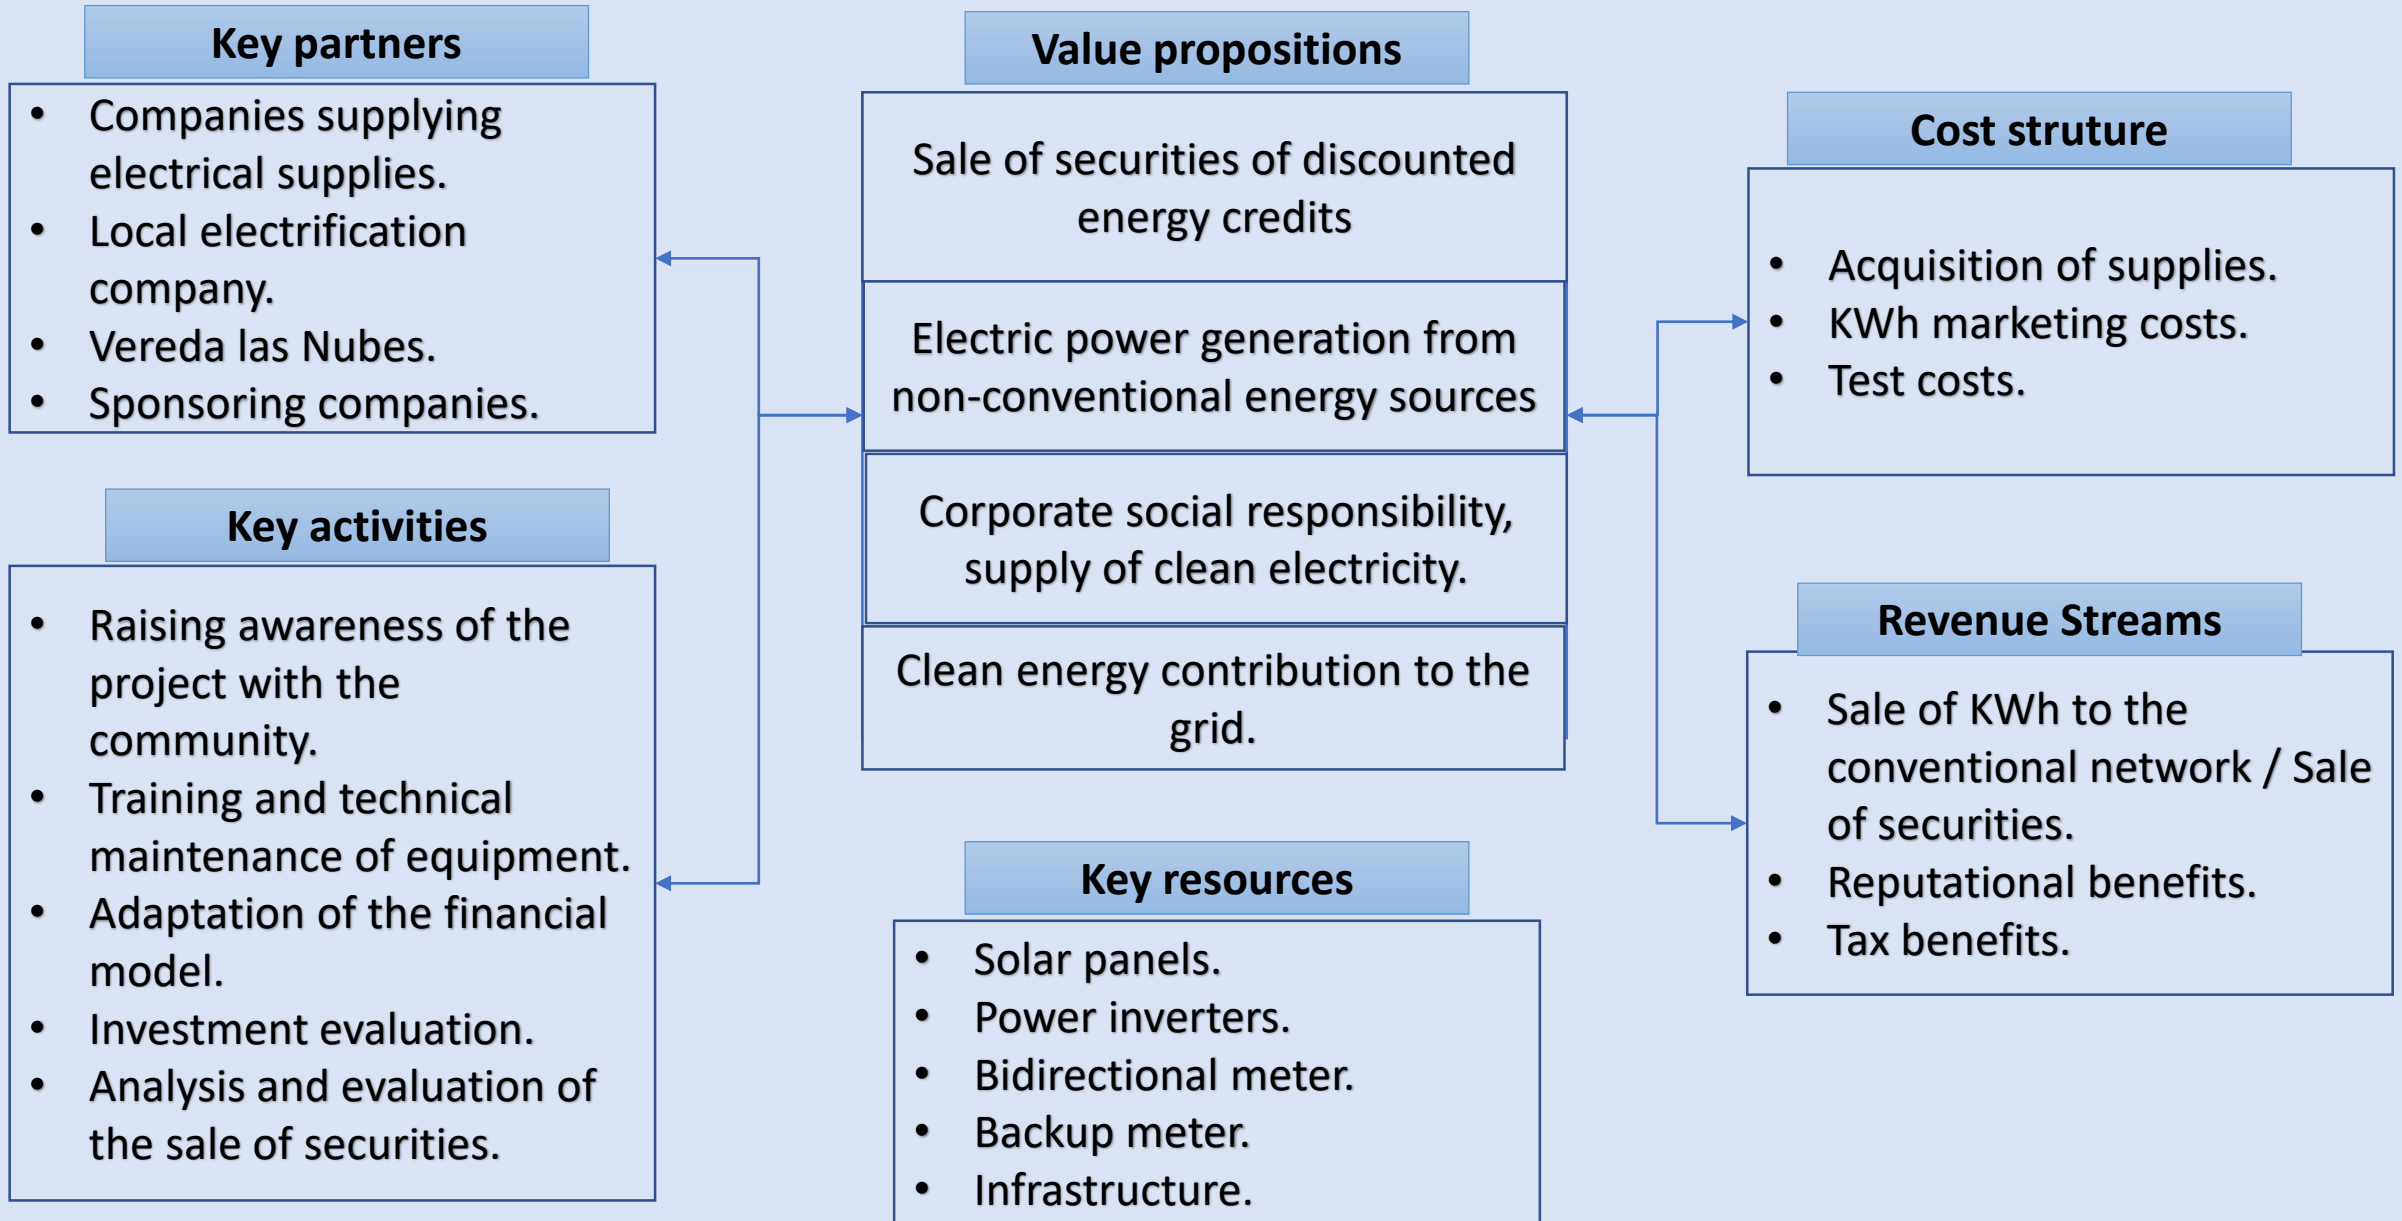 Key partners
• Companies supplying
electrical supplies.
• Local electrification
company.
• Vereda las Nubes.
• Sponsoring companies.
Key activities
• Raising awareness of the
project with the
community.
• Training and technical
maintenance of equipment.
• Adaptation of the financial
model.
• Investment evaluation.
• Analysis and evaluation of
the sale of securities.
Value propositions
Sale of securities of discounted
energy credits
Electric power generation from
non-conventional energy sources
Corporate social responsibility,
supply of clean electricity.
Clean energy contribution to the
grid.
Key resources
• Solar panels.
• Power inverters.
• Bidirectional meter.
• Backup meter.
• Infrastructure.
Cost struture
• Acquisition of supplies.
• KWh marketing costs.
• Test costs.
Revenue Streams
• Sale of KWh to the
conventional network / Sale
of securities.
• Reputational benefits.
• Tax benefits.